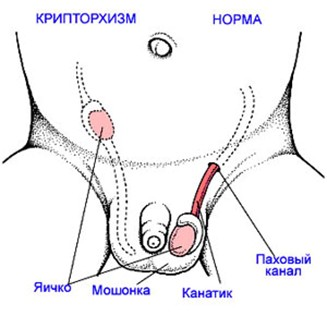 КРИПТОРХИЗМ
НОРМА
Паховый
канал
Яичко
Мошонка
Канатик